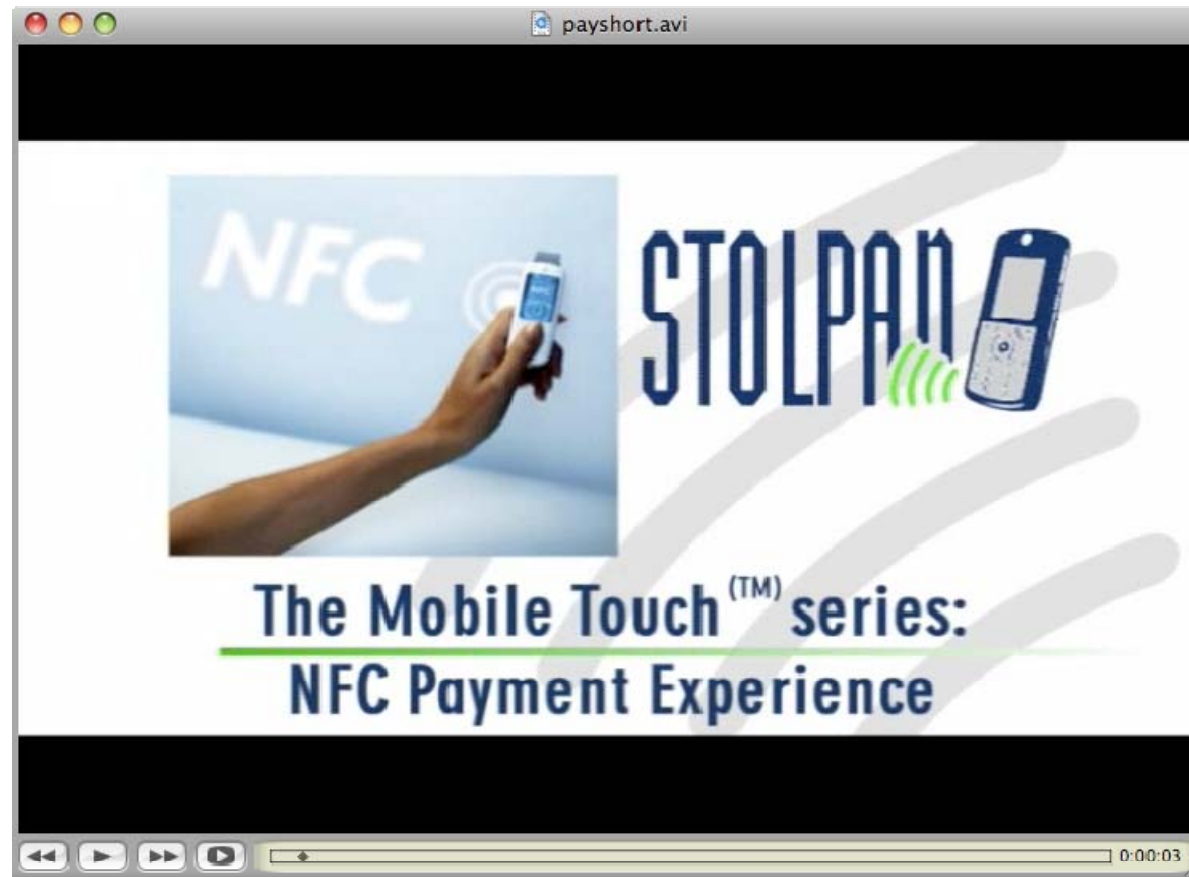 payshort.avi
NFC
STOLPAN
The Mobile Touch (TM) series:
NFC Payment Experience
0:00:03